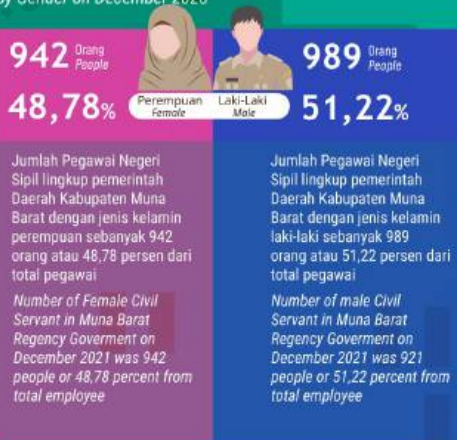 by Gender on December 2020
942 Orang
People
48,78%
Perempuan
Female
Laki-Laki
Male
989 Orang
People
51,22%
Jumlah Pegawai Negeri
Sipil lingkup pemerintah
Daerah Kabupaten Muna
Barat dengan jenis kelamin
perempuan sebanyak 942
orang atau 48,78 persen dari
total pegawai
Number of Female Civil
Servant in Muna Barat
Regency Goverment on
December 2021 was 942
people or 48,78 percent from
total employee
Jumlah Pegawai Negeri
Sipil lingkup pemerintah
Daerah Kabupaten Muna
Barat dengan jenis kelamin
laki-laki sebanyak 989
orang atau 51,22 persen dari
total pegawai
Number of male Civil
Servant in Muna Barat
Regency Goverment on
December 2021 was 921
people or 51,22 percent from
total employee